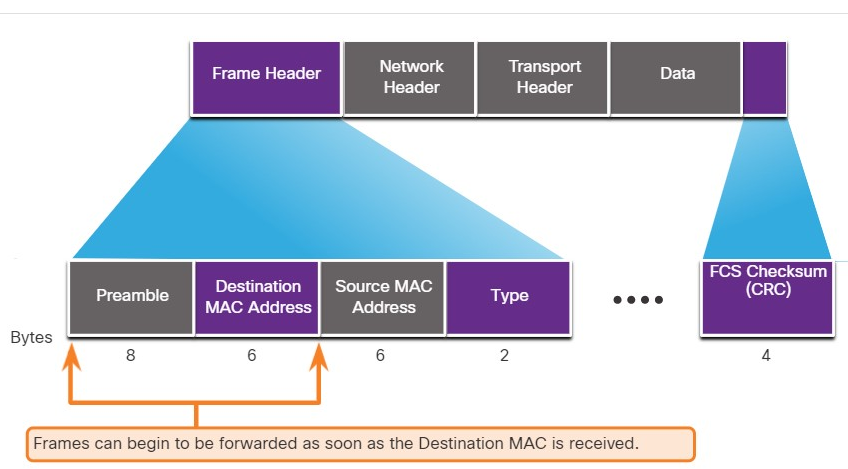 Frame Header
Network
Header
Transport
Header
Data
Preamble
Destination
MAC Address
Source MAC
Address
Type
FCS Checksum
(CRC)
Bytes
8
6
6
2
4
Frames can begin to be forwarded as soon as the Destination MAC is received.